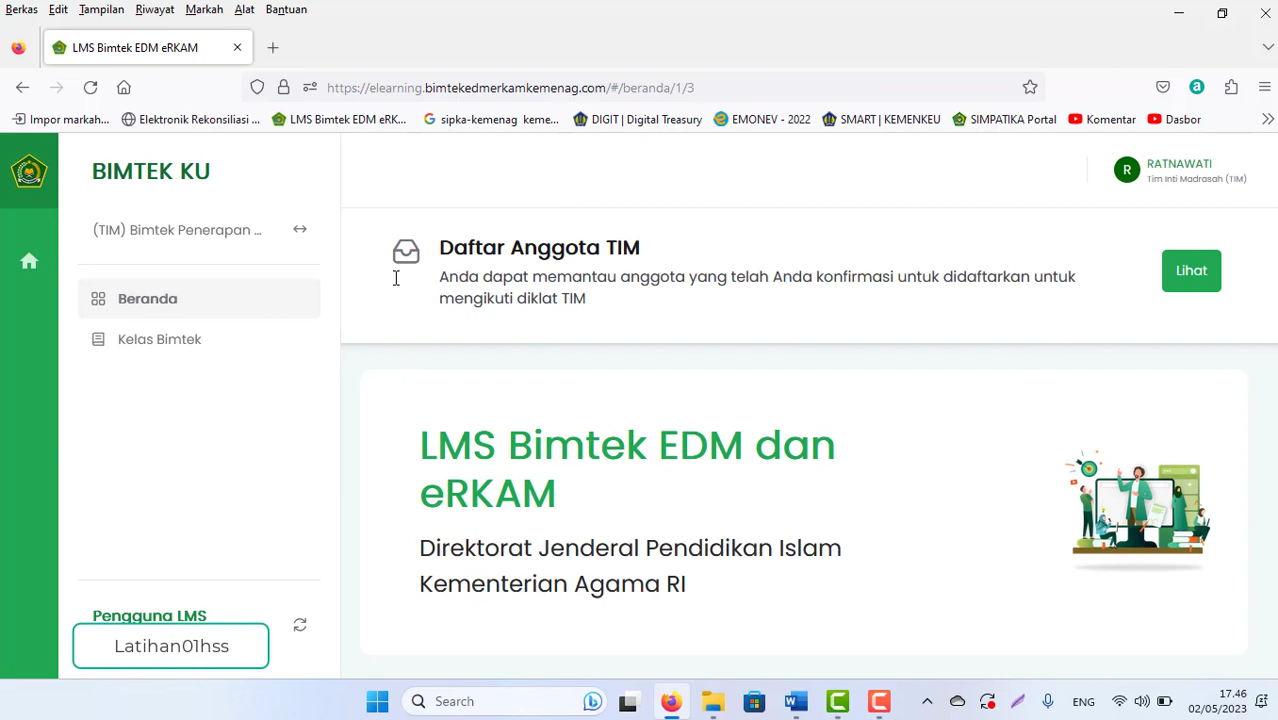 Berkas Edit Tampilan Riwayat Markah Alat Bantuan
LMS Bimtek EDM eRKAM
https://elearning.bimtekedmerkamkemenag.com/#/beranda/1/3
Impor markah... Elektronik Rekonsiliasi ... LMS Bimtek EDM eRK... sipka-kemenag keme... DIGIT | Digital Treasury EMONEV - 2022 SMART | KEMENKEU SIMPATIKA Portal Komentar Dasbor
BIMTEK KU
R
RATNAWATI
Tim Inti Madrasah (TIM)
(TIM) Bimtek Penerapan ...
Beranda
Kelas Bimtek
Daftar Anggota TIM
Anda dapat memantau anggota yang telah Anda konfirmasi untuk didaftarkan untuk
mengikuti diklat TIM
Lihat
LMS Bimtek EDM dan
eRKAM
Direktorat Jenderal Pendidikan Islam
Kementerian Agama RI
Pengguna LMS
Latihan01hss
Search
ENG
17.46
02/05/2023